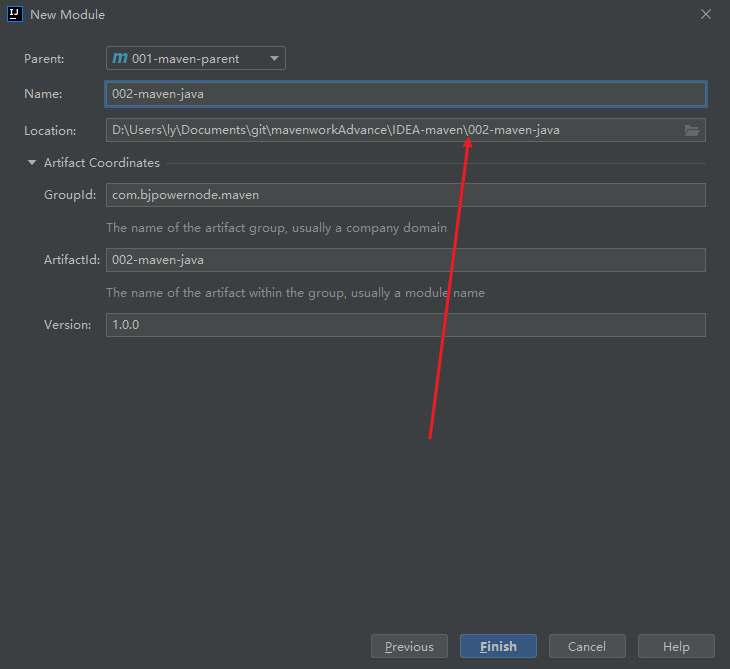 IJ New Module
Parent: m 001-maven-parent
Name: 002-maven-java
Location: D:\Users\ly\Documents\git\mavenworkAdvance\IDEA-maven\002-maven-java
Artifact Coordinates
GroupId: com.bjpowernode.maven
The name of the artifact group, usually a company domain
ArtifactId: 002-maven-java
The name of the artifact within the group, usually a module name
Version: 1.0.0
Previous Finish Cancel Help